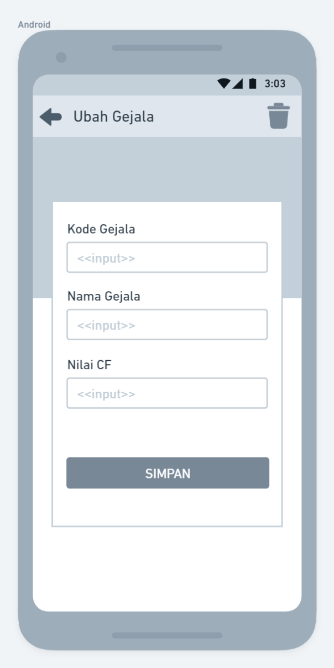 Android
3:03
Ubah Gejala
Kode Gejala
<<input>>
Nama Gejala
<<input>>
Nilai CF
<<input>>
SIMPAN